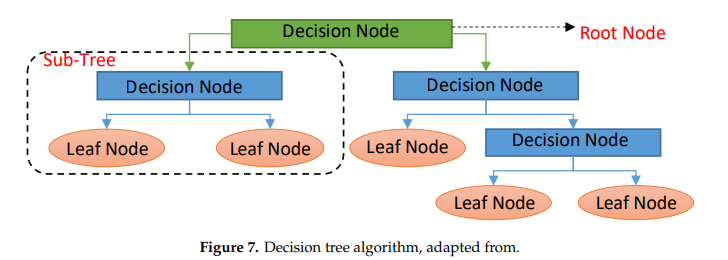 Decision Node
Root Node
Sub-Tree
Decision Node
Decision Node
Leaf Node
Leaf Node
Leaf Node
Decision Node
Leaf Node
Leaf Node
Figure 7. Decision tree algorithm, adapted from.